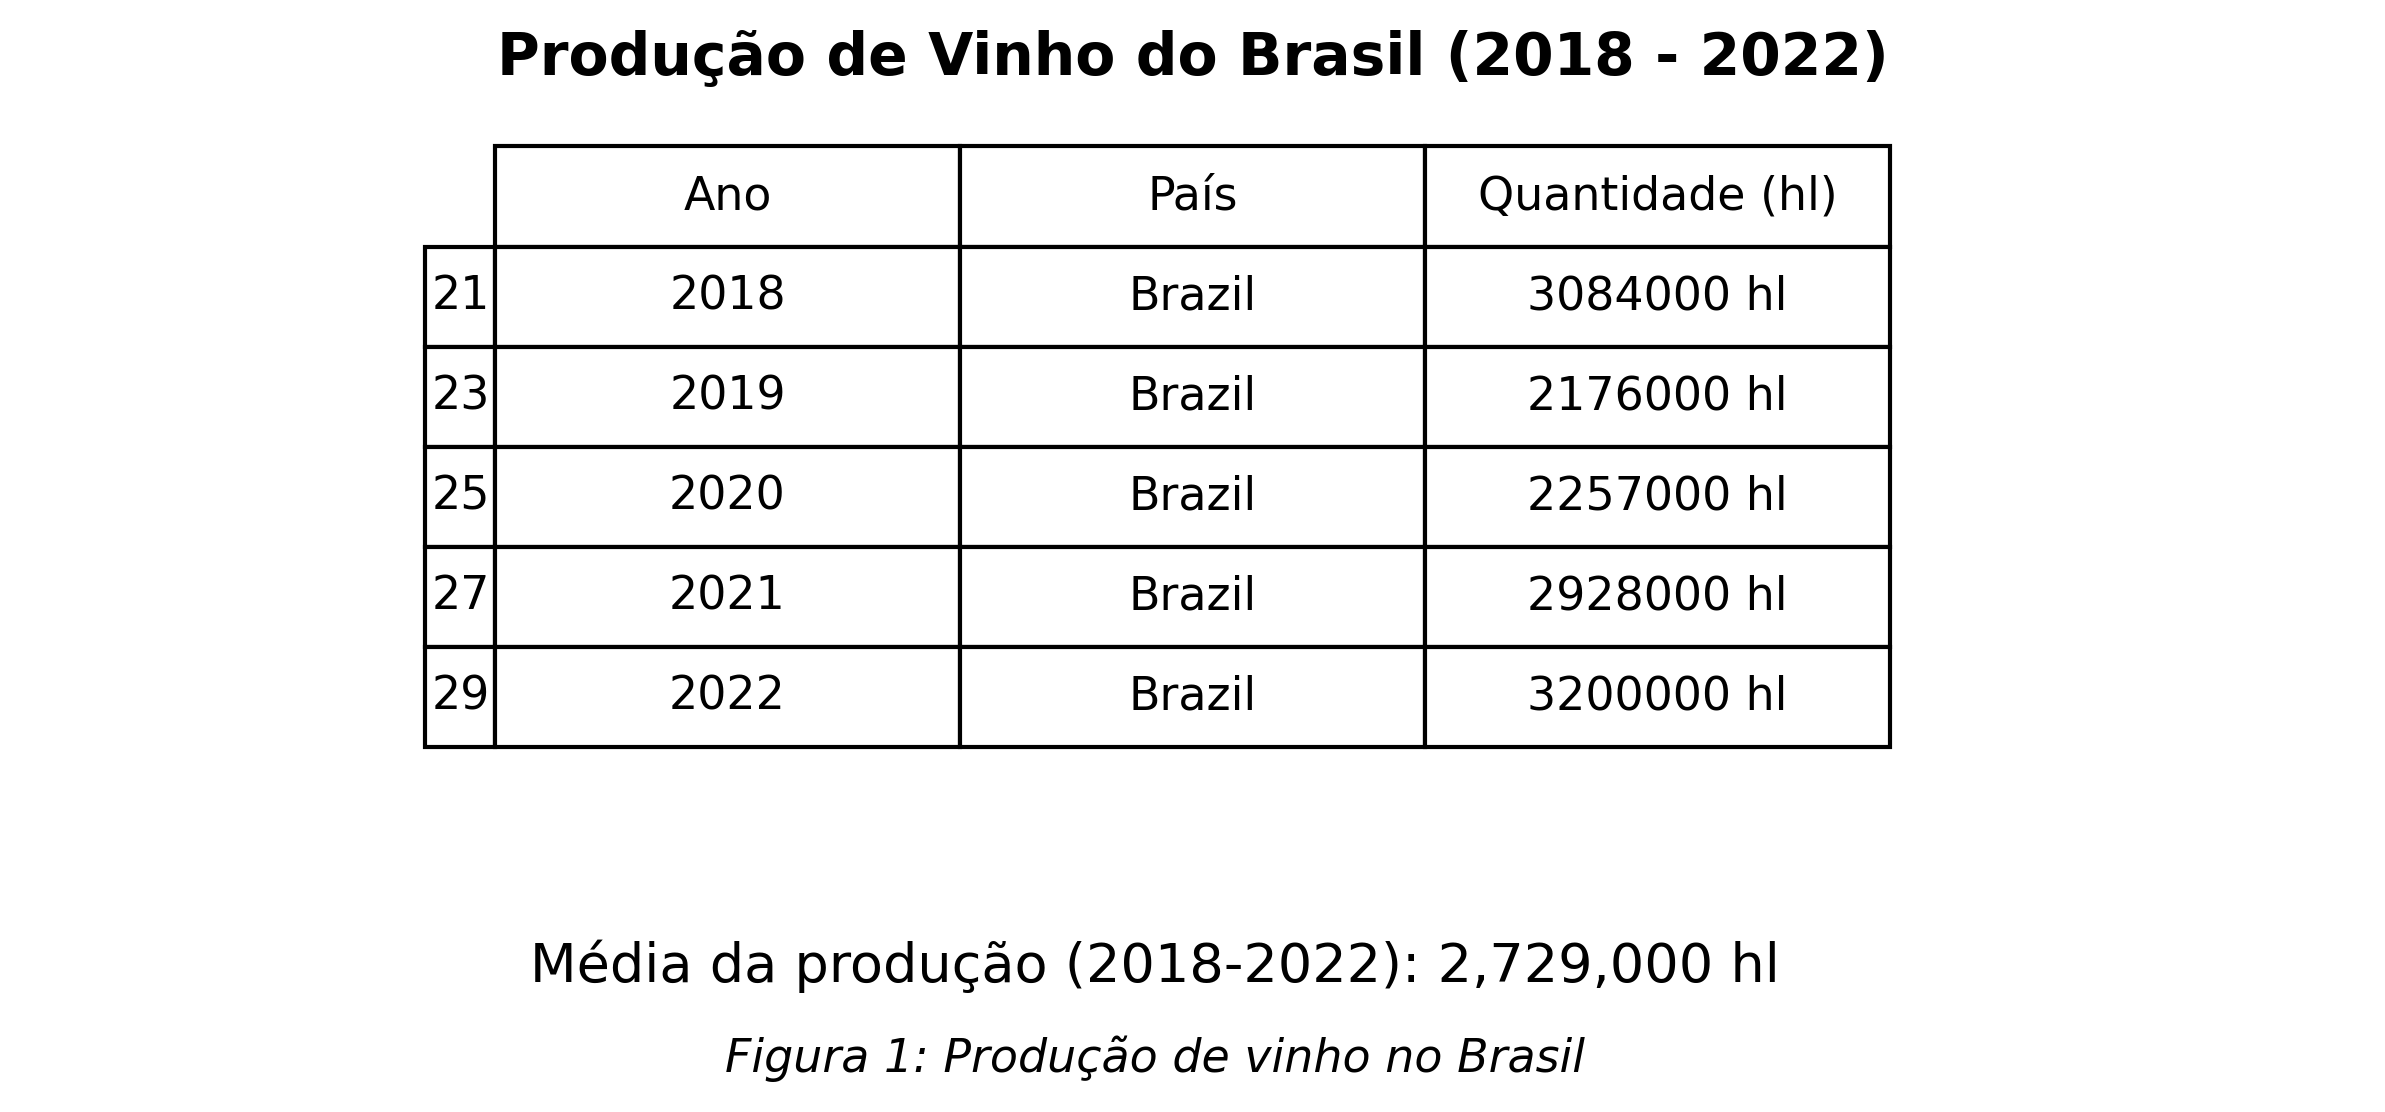 Produção de Vinho do Brasil (2018 - 2022)
Ano País Quantidade (hl)
21 2018 Brazil 3084000 hl
23 2019 Brazil 2176000 hl
25 2020 Brazil 2257000 hl
27 2021 Brazil 2928000 hl
29 2022 Brazil 3200000 hl
Média da produção (2018-2022): 2,729,000 hl
Figura 1: Produção de vinho no Brasil